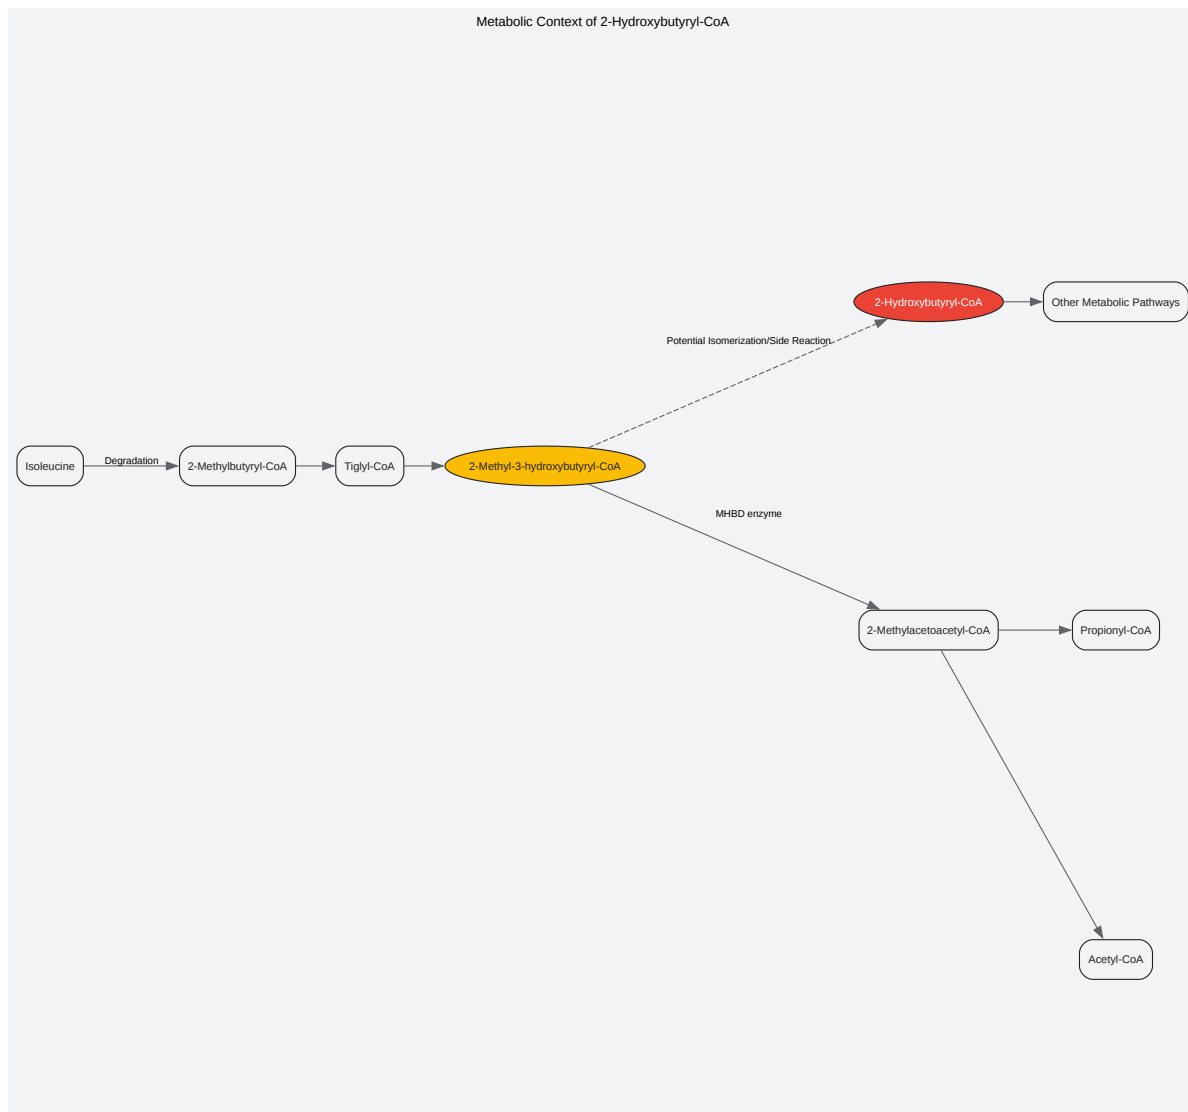 Metabolic Context of 2-Hydroxybutyryl-CoA
2-Hydroxybutyryl-CoA
Other Metabolic Pathways
Potential Isomerization/Side Reaction
Isoleucine
Degradation
2-Methylbutyryl-CoA
Tiglyl-CoA
2-Methyl-3-hydroxybutyryl-CoA
MHBD enzyme
2-Methylacetoacetyl-CoA
Propionyl-CoA
Acetyl-CoA